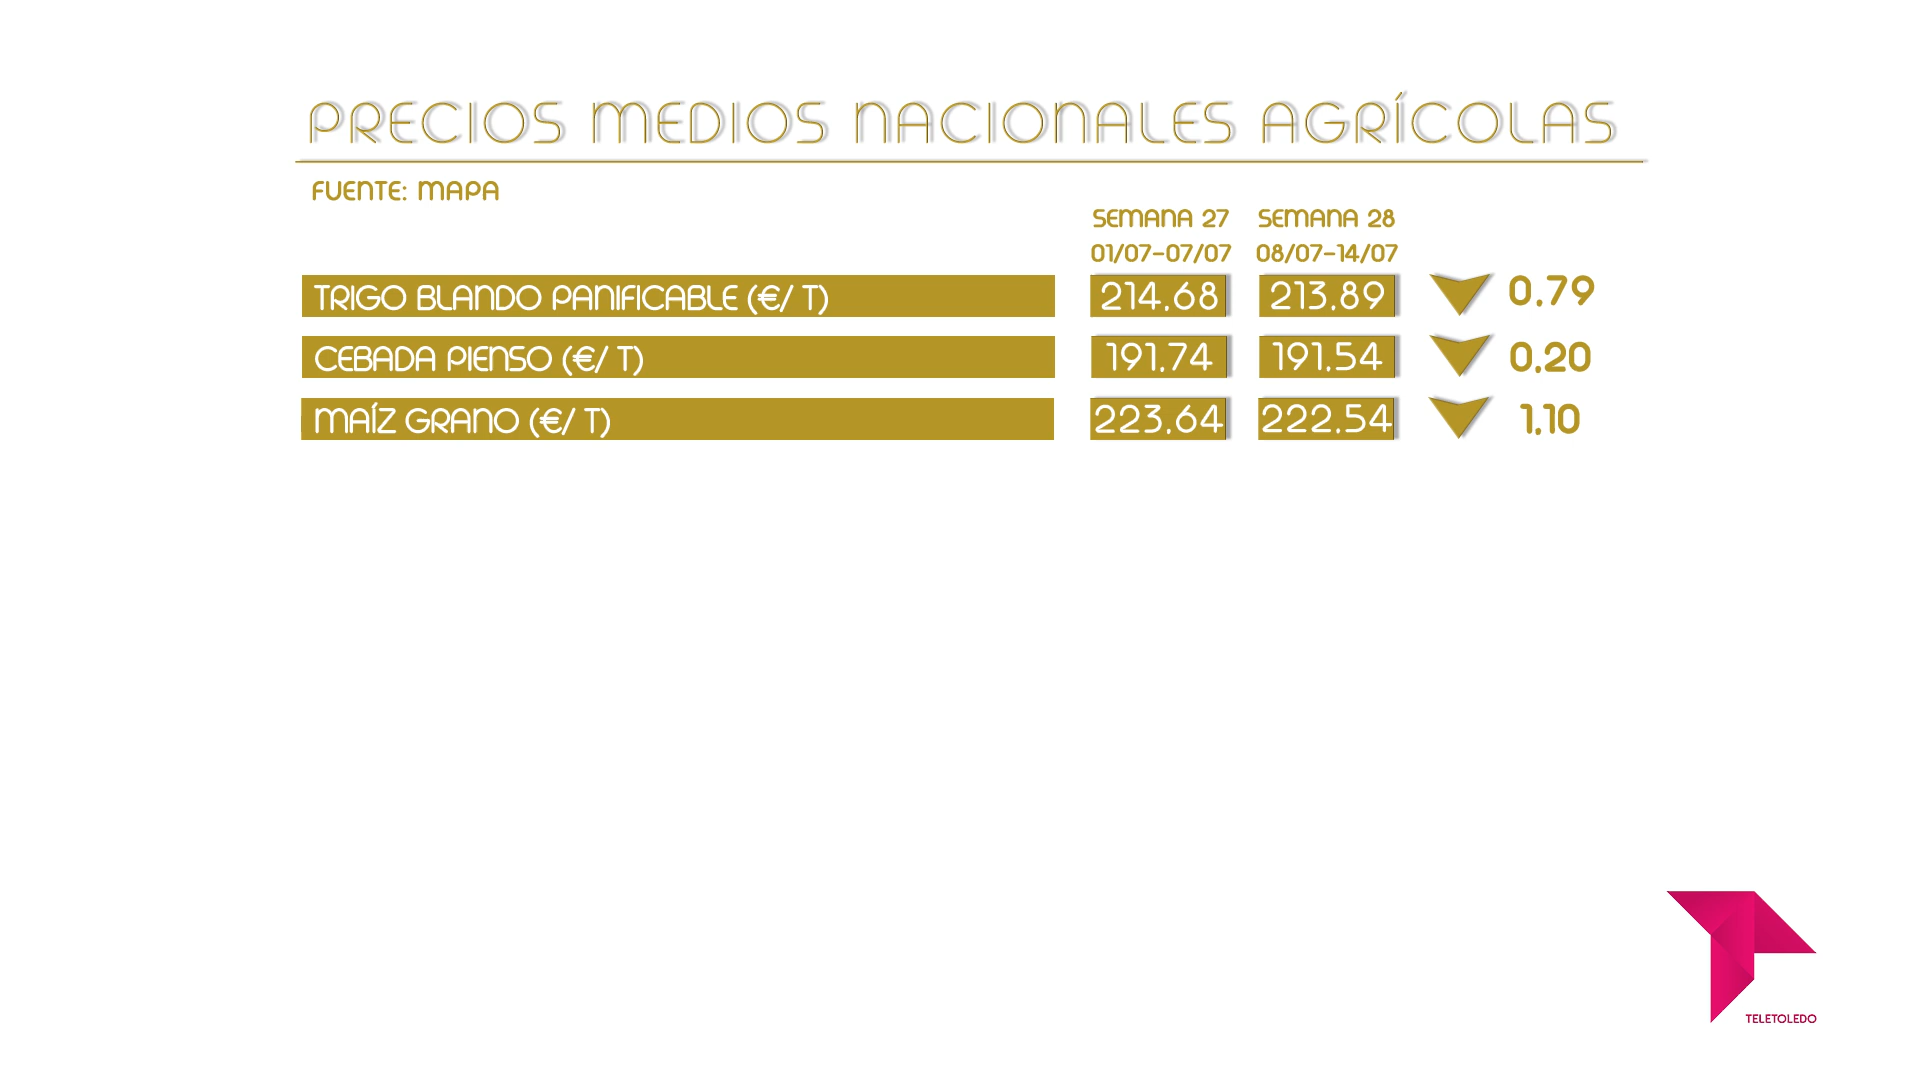 PRECIOS MEDIOS NACIONALES AGRÍCOLAS
FUENTE: MAPA
SEMANA 27 SEMANA 28
01/07-07/07 08/07-14/07
TRIGO BLANDO PANIFICABLE (€/ T) 214,68 213,89 0,79
CEBADA PIENSO (€/ T) 191,74 191,54 0,20
MAÍZ GRANO (€/ T) 223,64 222,54 1,10
TELETOLEDO